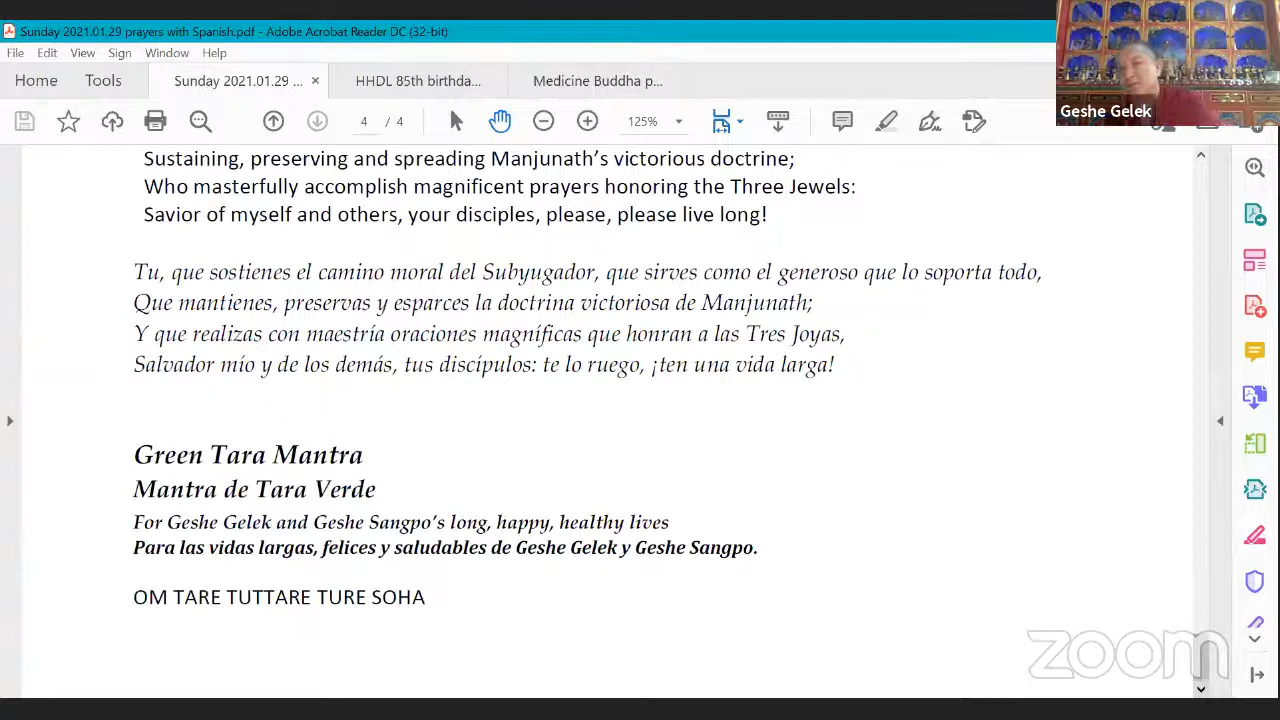 Sunday 2021.01.29 prayers with Spanish.pdf - Adobe Acrobat Reader DC (32-bit)
File Edit View Sign Window Help
Home Tools Sunday 2021.01.29 ... × HHDL 85th birthda... Medicine Buddha p...
4 / 4 125%
Geshe Gelek
Sustaining, preserving and spreading Manjunath's victorious doctrine;
Who masterfully accomplish magnificent prayers honoring the Three Jewels:
Savior of myself and others, your disciples, please, please live long!
Tu, que sostienes el camino moral del Subyugador, que sirves como el generoso que lo soporta todo,
Que mantienes, preservas y esparces la doctrina victoriosa de Manjunath;
Y que realizas con maestría oraciones magníficas que honran a las Tres Joyas,
Salvador mío y de los demás, tus discípulos: te lo ruego, ¡ten una vida larga!
Green Tara Mantra
Mantra de Tara Verde
For Geshe Gelek and Geshe Sangpo's long, happy, healthy lives
Para las vidas largas, felices y saludables de Geshe Gelek y Geshe Sangpo.
OM TARE TUTTARE TURE SOHA
zoom